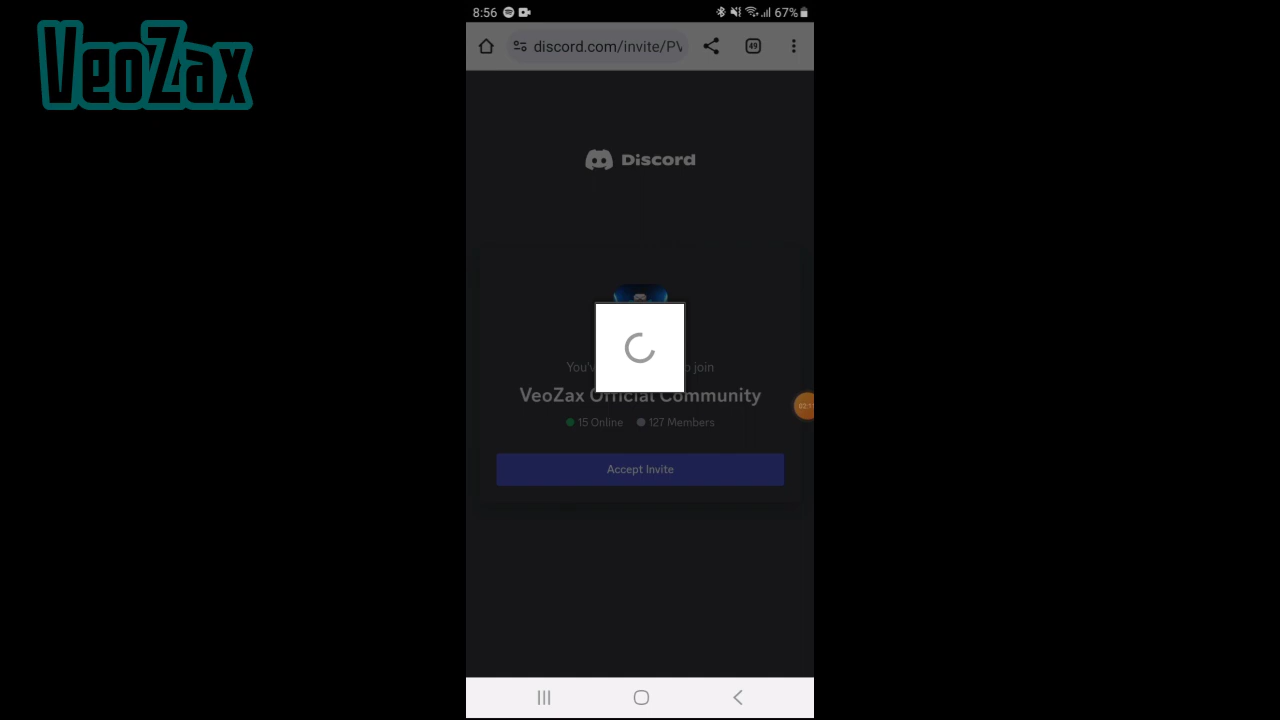 VeoZax
8:56
67%
discord.com/invite/PV
49
Discord
join
VeoZax Official Community
15 Online
127 Members
Accept Invite